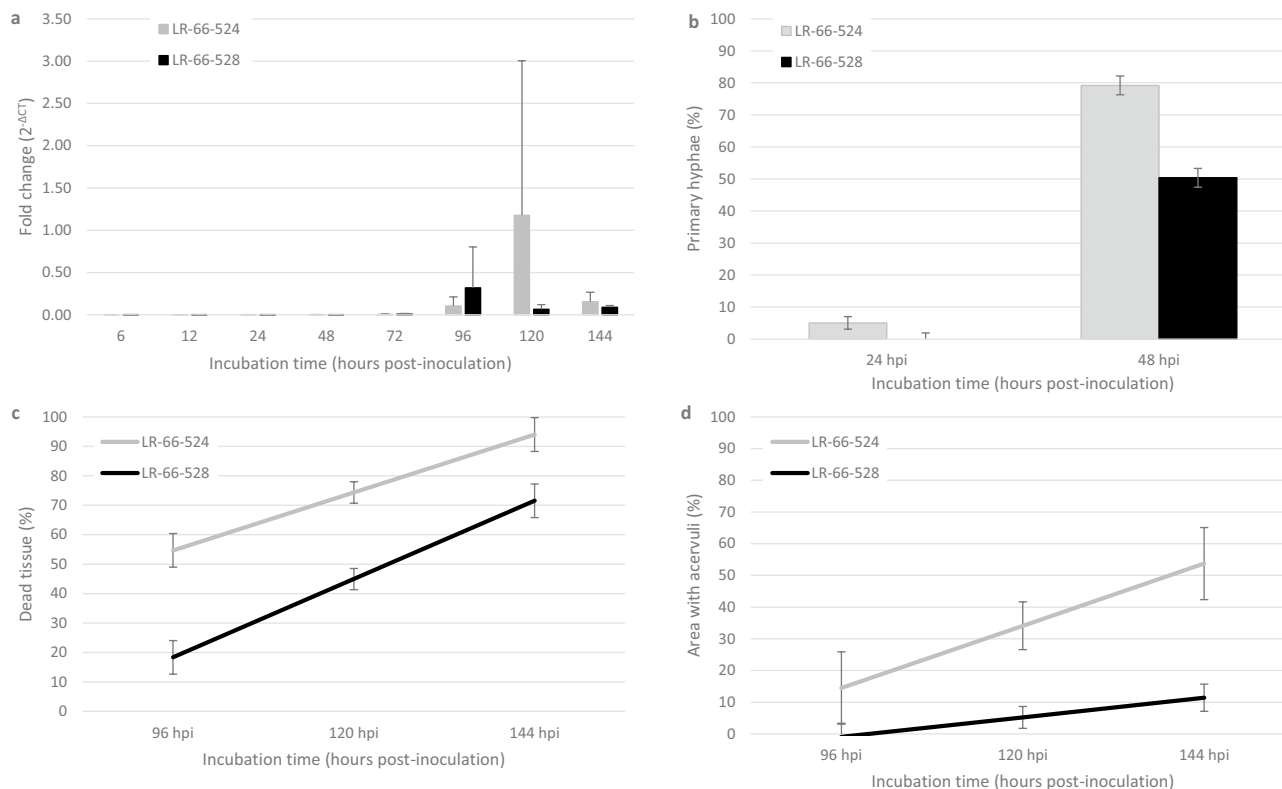 a
3.50
3.00
2.50
2.00
1.50
1.00
0.50
0.00
Fold change (2-ΔCT)
LR-66-524
LR-66-528
6 12 24 48 72 96 120 144
Incubation time (hours post-inoculation)
b
100
90
80
70
60
50
40
30
20
10
0
Primary hyphae (%)
LR-66-524
LR-66-528
24 hpi 48 hpi
Incubation time (hours post-inoculation)
c
100
90
80
70
60
50
40
30
20
10
0
Dead tissue (%)
LR-66-524
LR-66-528
96 hpi 120 hpi 144 hpi
Incubation time (hours post-inoculation)
d
100
90
80
70
60
50
40
30
20
10
0
Area with acervuli (%)
LR-66-524
LR-66-528
96 hpi 120 hpi 144 hpi
Incubation time (hours post-inoculation)